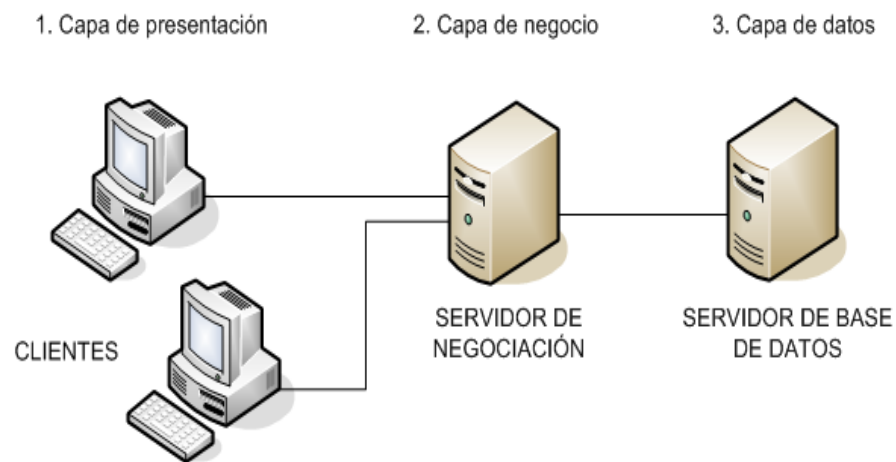 1. Capa de presentación
2. Capa de negocio
3. Capa de datos
CLIENTES
SERVIDOR DE
NEGOCIACIÓN
SERVIDOR DE BASE
DE DATOS